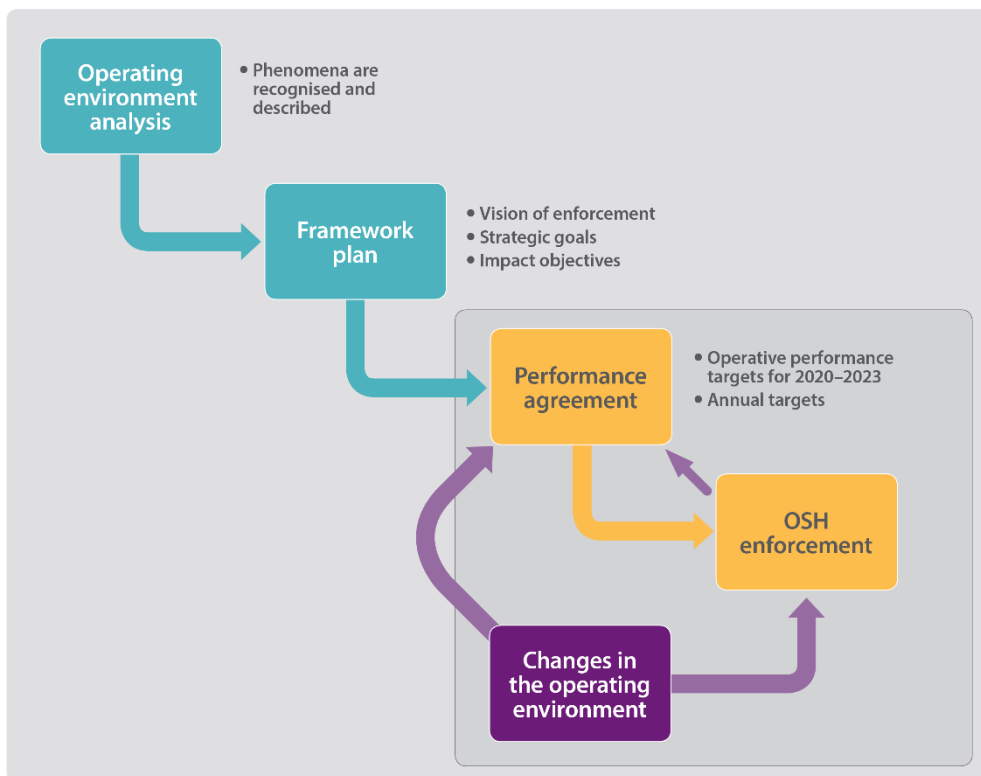 Operating
environment
analysis
• Phenomena are
recognised and
described
Framework
plan
• Vision of enforcement
• Strategic goals
• Impact objectives
Performance
agreement
• Operative performance
targets for 2020–2023
• Annual targets
OSH
enforcement
Changes in
the operating
environment